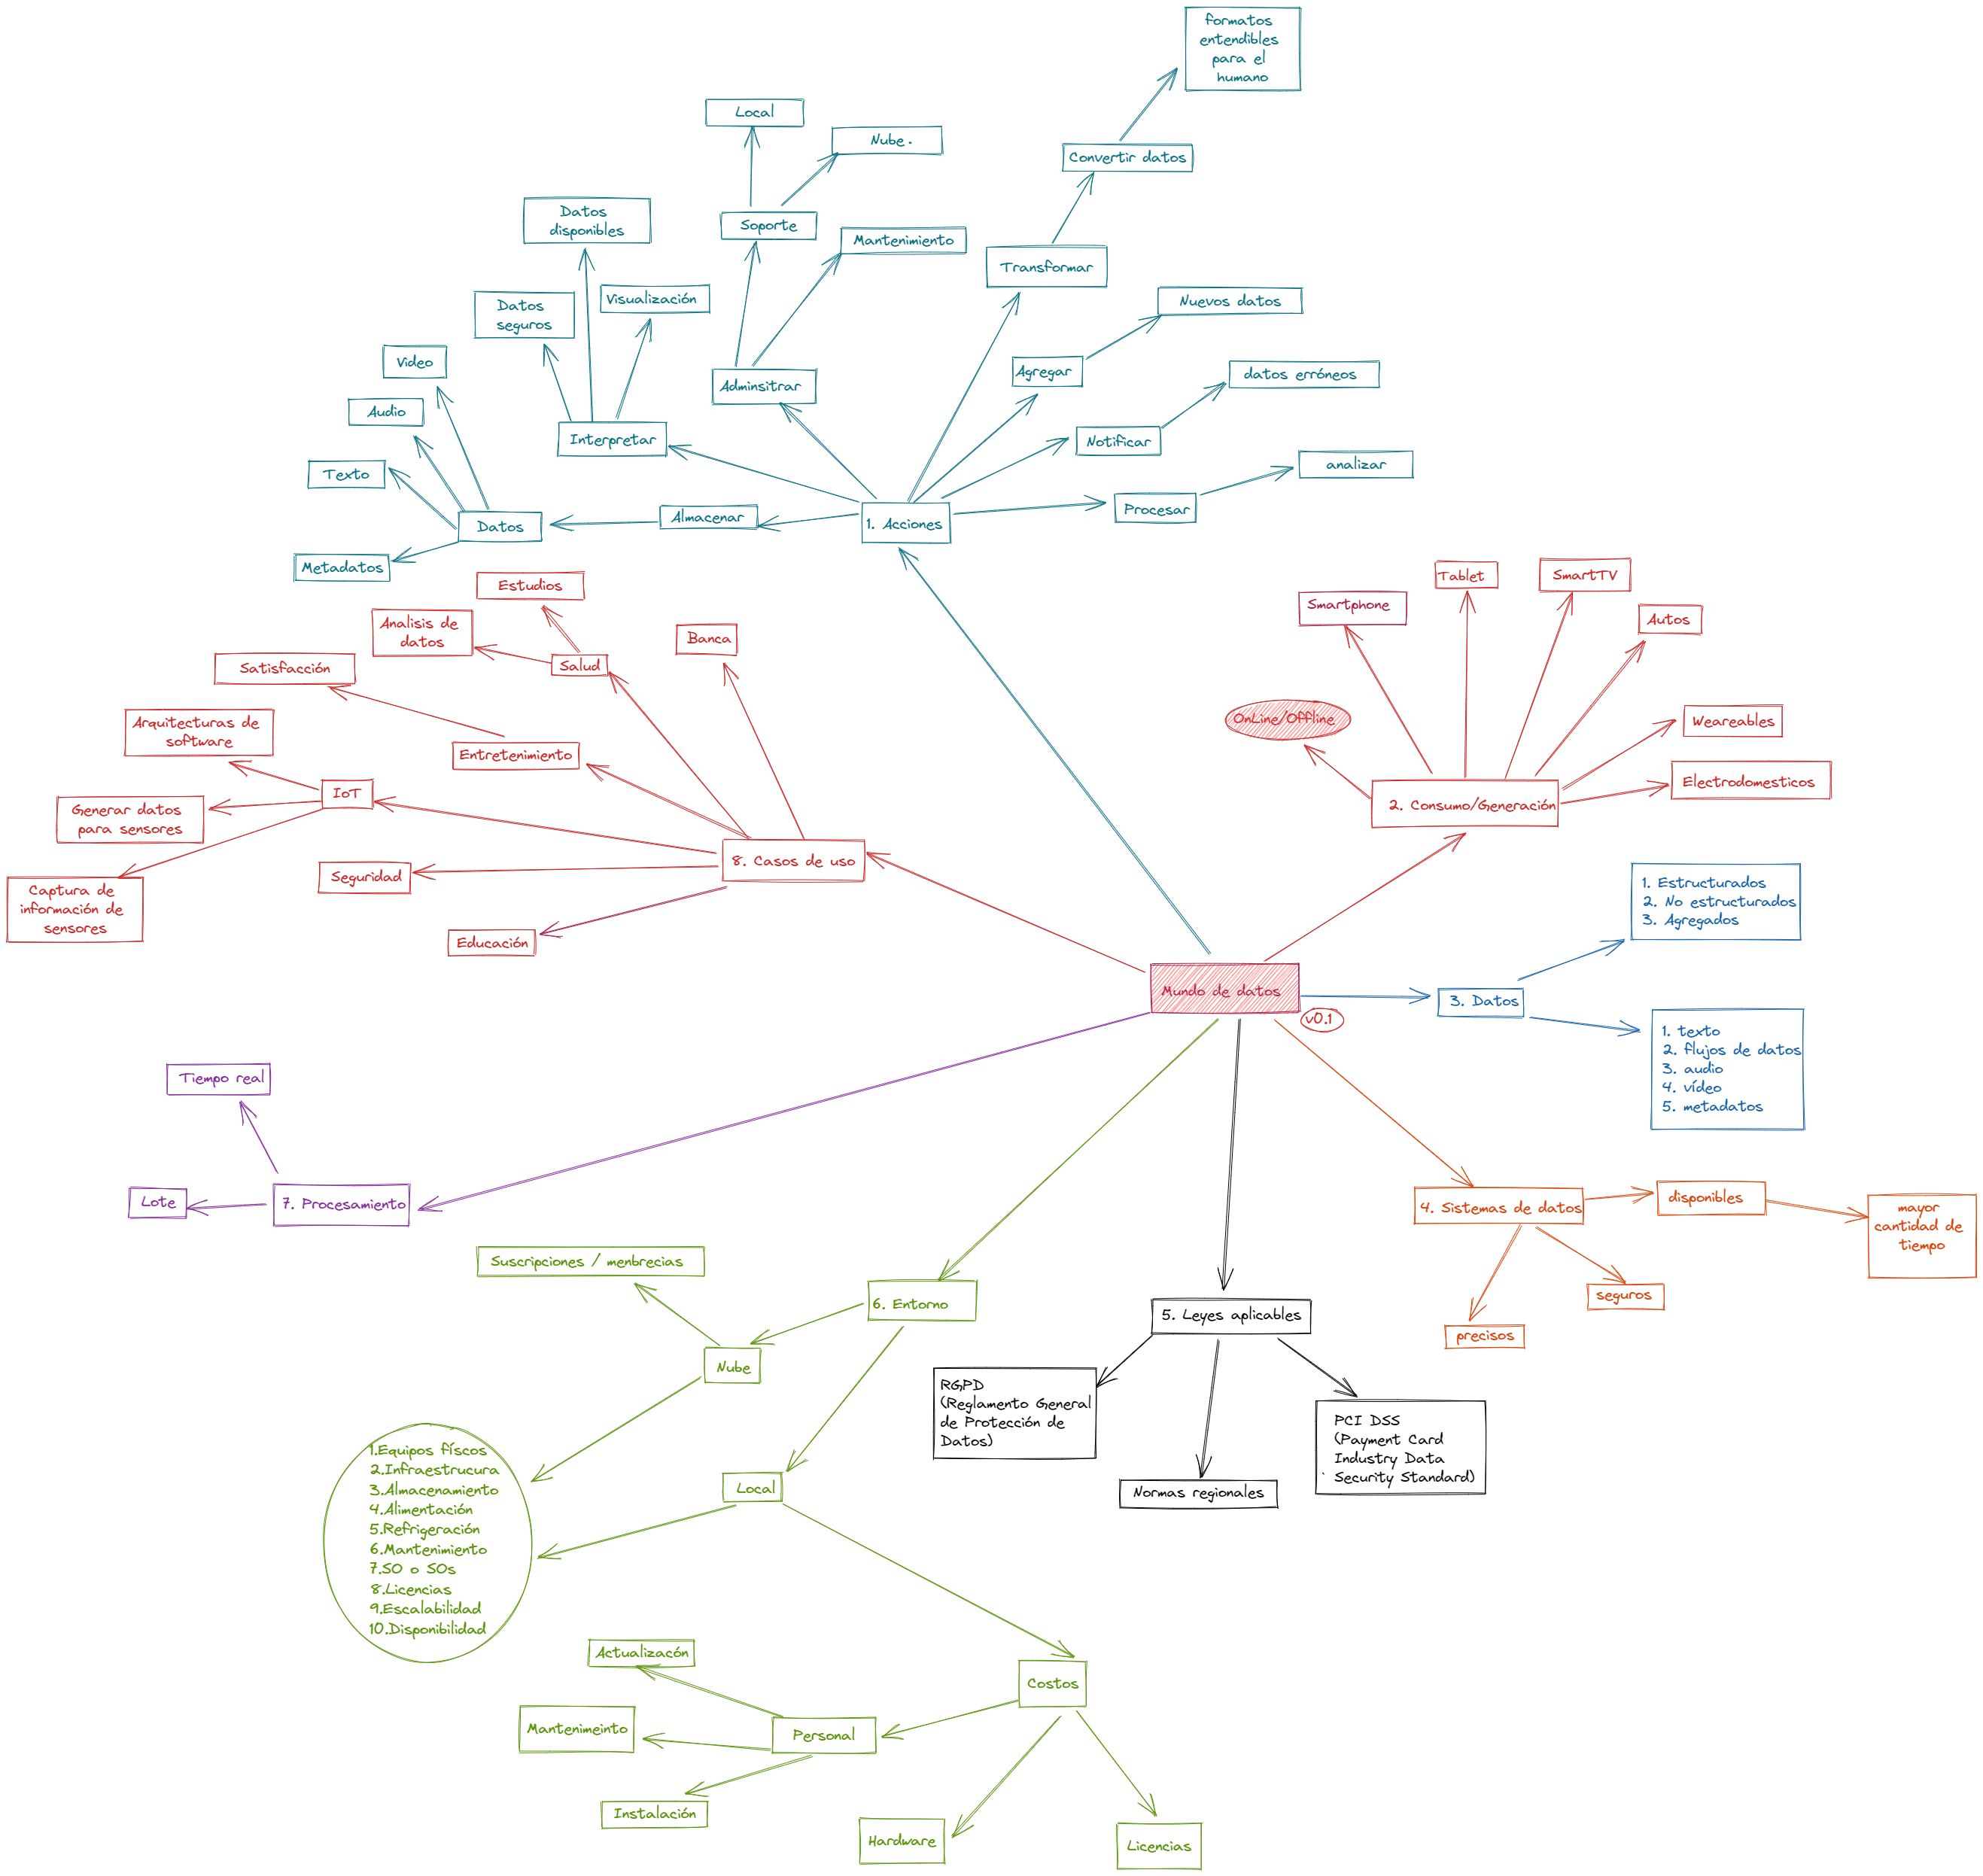 formatos
entendibles
para el
humano
Local
Nube.
Convertir datos
Datos
disponibles
Soporte
Mantenimiento
Transformar
Datos
seguros
Visualización
Nuevos datos
Video
Adminsitrar
Agregar
datos erróneos
Audio
Interpretar
Notificar
analizar
Texto
Datos
Almacenar
1. Acciones
Procesar
Metadatos
Estudios
Analisis de
datos
Banca
Salud
Satisfacción
Arquitecturas de
software
Entretenimiento
IoT
Generar datos
para sensores
8. Casos de uso
Seguridad
Captura de
información de
sensores
Educación
Tablet
SmartTV
Smartphone
Autos
OnLine/Offline
Weareables
Electrodomesticos
2. Consumo/Generación
1. Estructurados
2. No estructurados
3. Agregados
Mundo de datos
v0.1
3. Datos
1. texto
2. flujos de datos
3. audio
4. vídeo
5. metadatos
Tiempo real
Lote
7. Procesamiento
4. Sistemas de datos
disponibles
mayor
cantidad de
tiempo
seguros
precisos
Suscripciones / menbrecias
6. Entorno
5. Leyes aplicables
Nube
RGPD
(Reglamento General
de Protección de
Datos)
PCI DSS
(Payment Card
Industry Data
Security Standard)
Normas regionales
Local
1.Equipos físcos
2.Infraestrucura
3.Almacenamiento
4.Alimentación
5.Refrigeración
6.Mantenimiento
7.SO o SOs
8.Licencias
9.Escalabilidad
10.Disponibilidad
Actualizacón
Costos
Mantenimeinto
Personal
Instalación
Hardware
Licencias